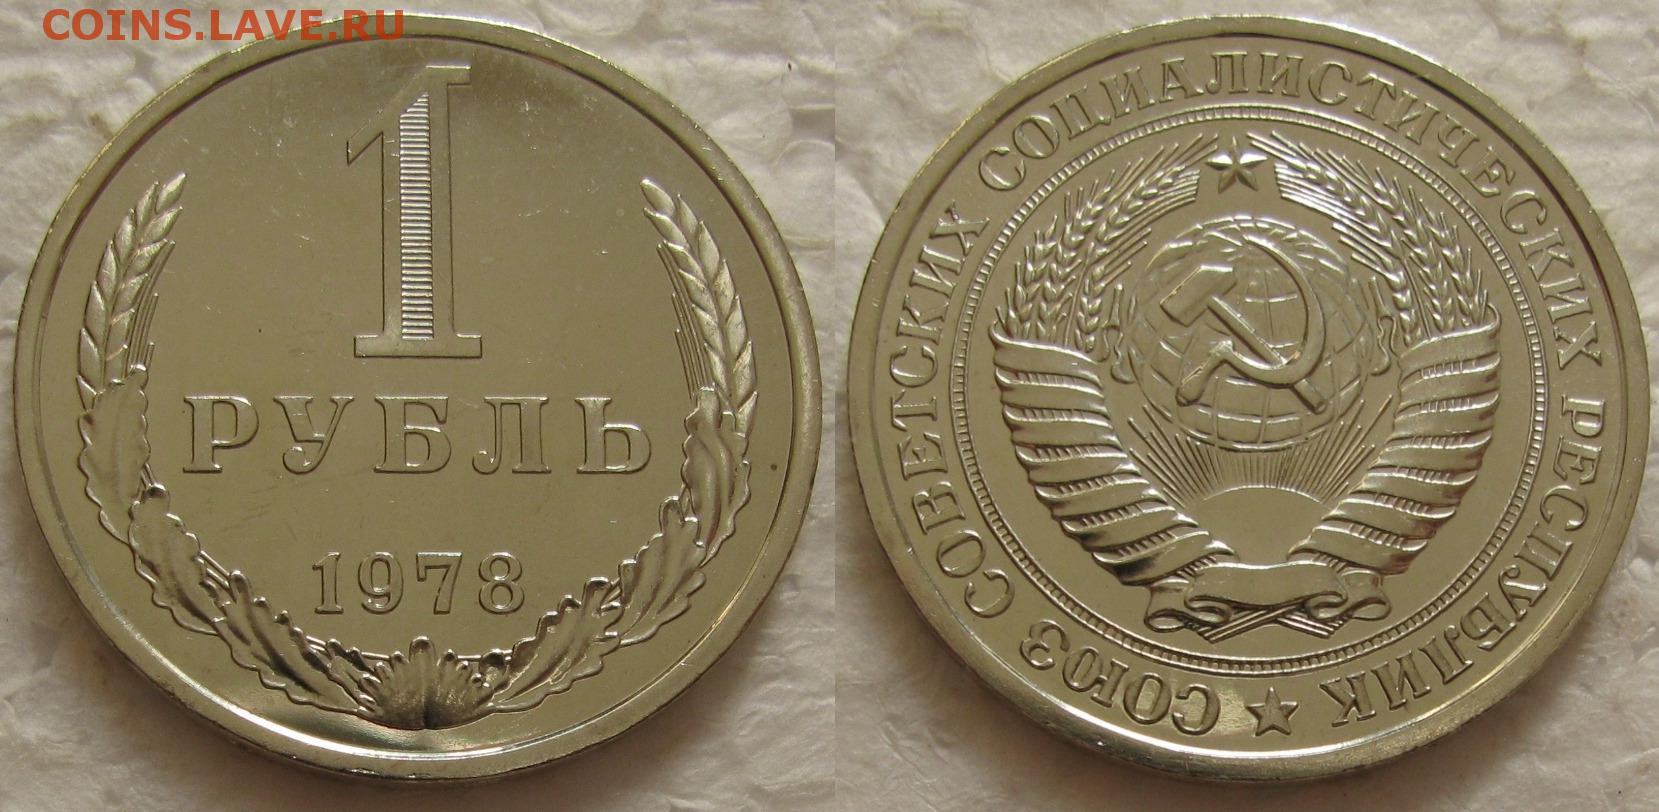 COINS.LAVE.RU
1
РУБЛЬ
1978
СОЮЗ СОВЕТСКИХ СОЦИАЛИСТИЧЕСКИХ РЕСПУБЛИК